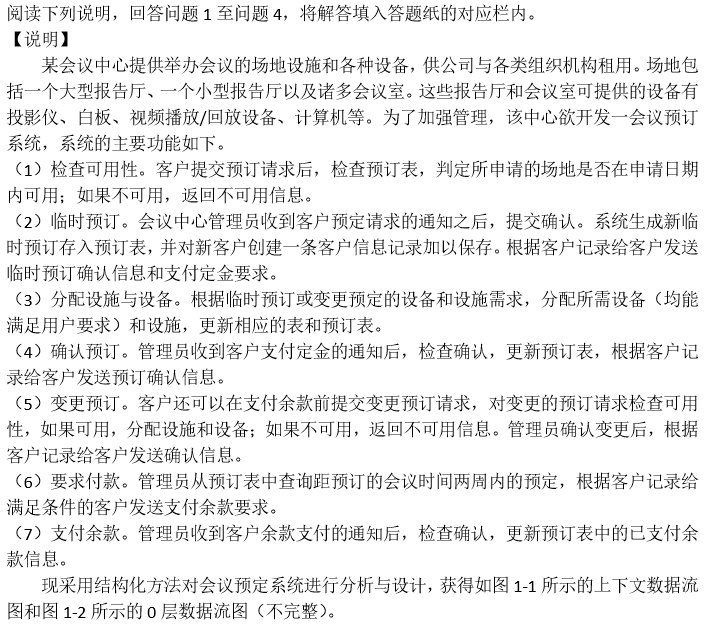 阅读下列说明，回答问题 1 至问题 4，将解答填入答题纸的对应栏内。
【说明】
某会议中心提供举办会议的场地设施和各种设备，供公司与各类组织机构租用。场地包
括一个大型报告厅、一个小型报告厅以及诸多会议室。这些报告厅和会议室可提供的设备有
投影仪、白板、视频播放/回放设备、计算机等。为了加强管理，该中心欲开发一会议预订
系统，系统的主要功能如下。
（1）检查可用性。客户提交预订请求后，检查预订表，判定所申请的场地是否在申请日期
内可用；如果不可用，返回不可用信息。
（2）临时预订。会议中心管理员收到客户预定请求的通知之后，提交确认。系统生成新临
时预订存入预订表，并对新客户创建一条客户信息记录加以保存。根据客户记录给客户发送
临时预订确认信息和支付定金要求。
（3）分配设施与设备。根据临时预订或变更预定的设备和设施需求，分配所需设备（均能
满足用户要求）和设施，更新相应的表和预订表。
（4）确认预订。管理员收到客户支付定金的通知后，检查确认，更新预订表，根据客户记
录给客户发送预订确认信息。
（5）变更预订。客户还可以在支付余款前提交变更预订请求，对变更的预订请求检查可用
性，如果可用，分配设施和设备；如果不可用，返回不可用信息。管理员确认变更后，根据
客户记录给客户发送确认信息。
（6）要求付款。管理员从预订表中查询距预订的会议时间两周内的预定，根据客户记录给
满足条件的客户发送支付余款要求。
（7）支付余款。管理员收到客户余款支付的通知后，检查确认，更新预订表中的已支付余
款信息。
现采用结构化方法对会议预定系统进行分析与设计，获得如图 1-1 所示的上下文数据流
图和图 1-2 所示的 0 层数据流图（不完整）。